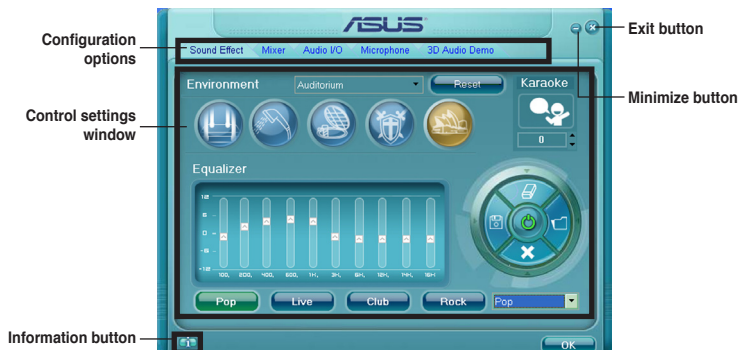 ASUS
Exit button
Configuration
options
Sound Effect Mixer Audio I/O Microphone 3D Audio Demo
Environment Auditorium Reset Karaoke
Minimize button
Control settings
window
0
Equalizer
12
6
0
-6
-12
100, 200, 400, 600, 1K, 3K, 6K, 12K, 14K, 16K
Pop Live Club Rock Pop
Information button
i
OK